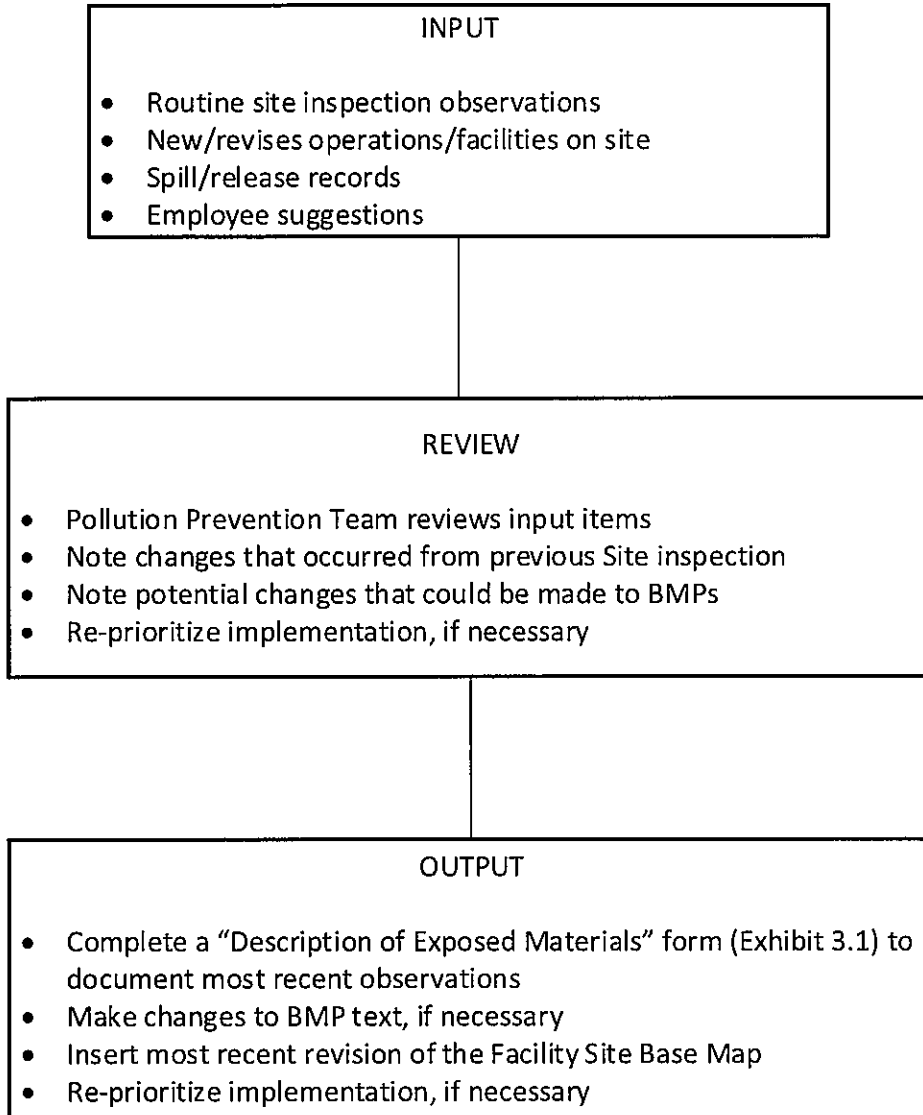 INPUT
• Routine site inspection observations
• New/revises operations/facilities on site
• Spill/release records
• Employee suggestions
REVIEW
• Pollution Prevention Team reviews input items
• Note changes that occurred from previous Site inspection
• Note potential changes that could be made to BMPs
• Re-prioritize implementation, if necessary
OUTPUT
• Complete a “Description of Exposed Materials” form (Exhibit 3.1) to
document most recent observations
• Make changes to BMP text, if necessary
• Insert most recent revision of the Facility Site Base Map
• Re-prioritize implementation, if necessary